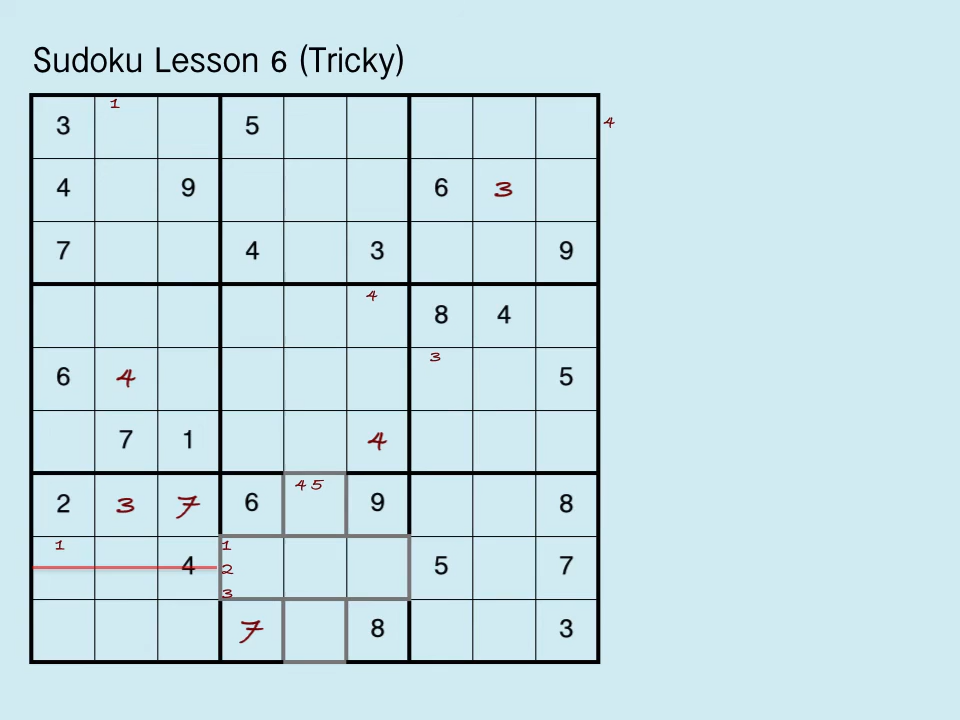 Sudoku Lesson 6 (Tricky)
1
3 5 4
4 9 6 3
7 4 3 9
4
8 4
3
6 4 5
7 1 4
4 5
2 3 7 6 9 8
1 1
4 2 5 7
3
7 8 3